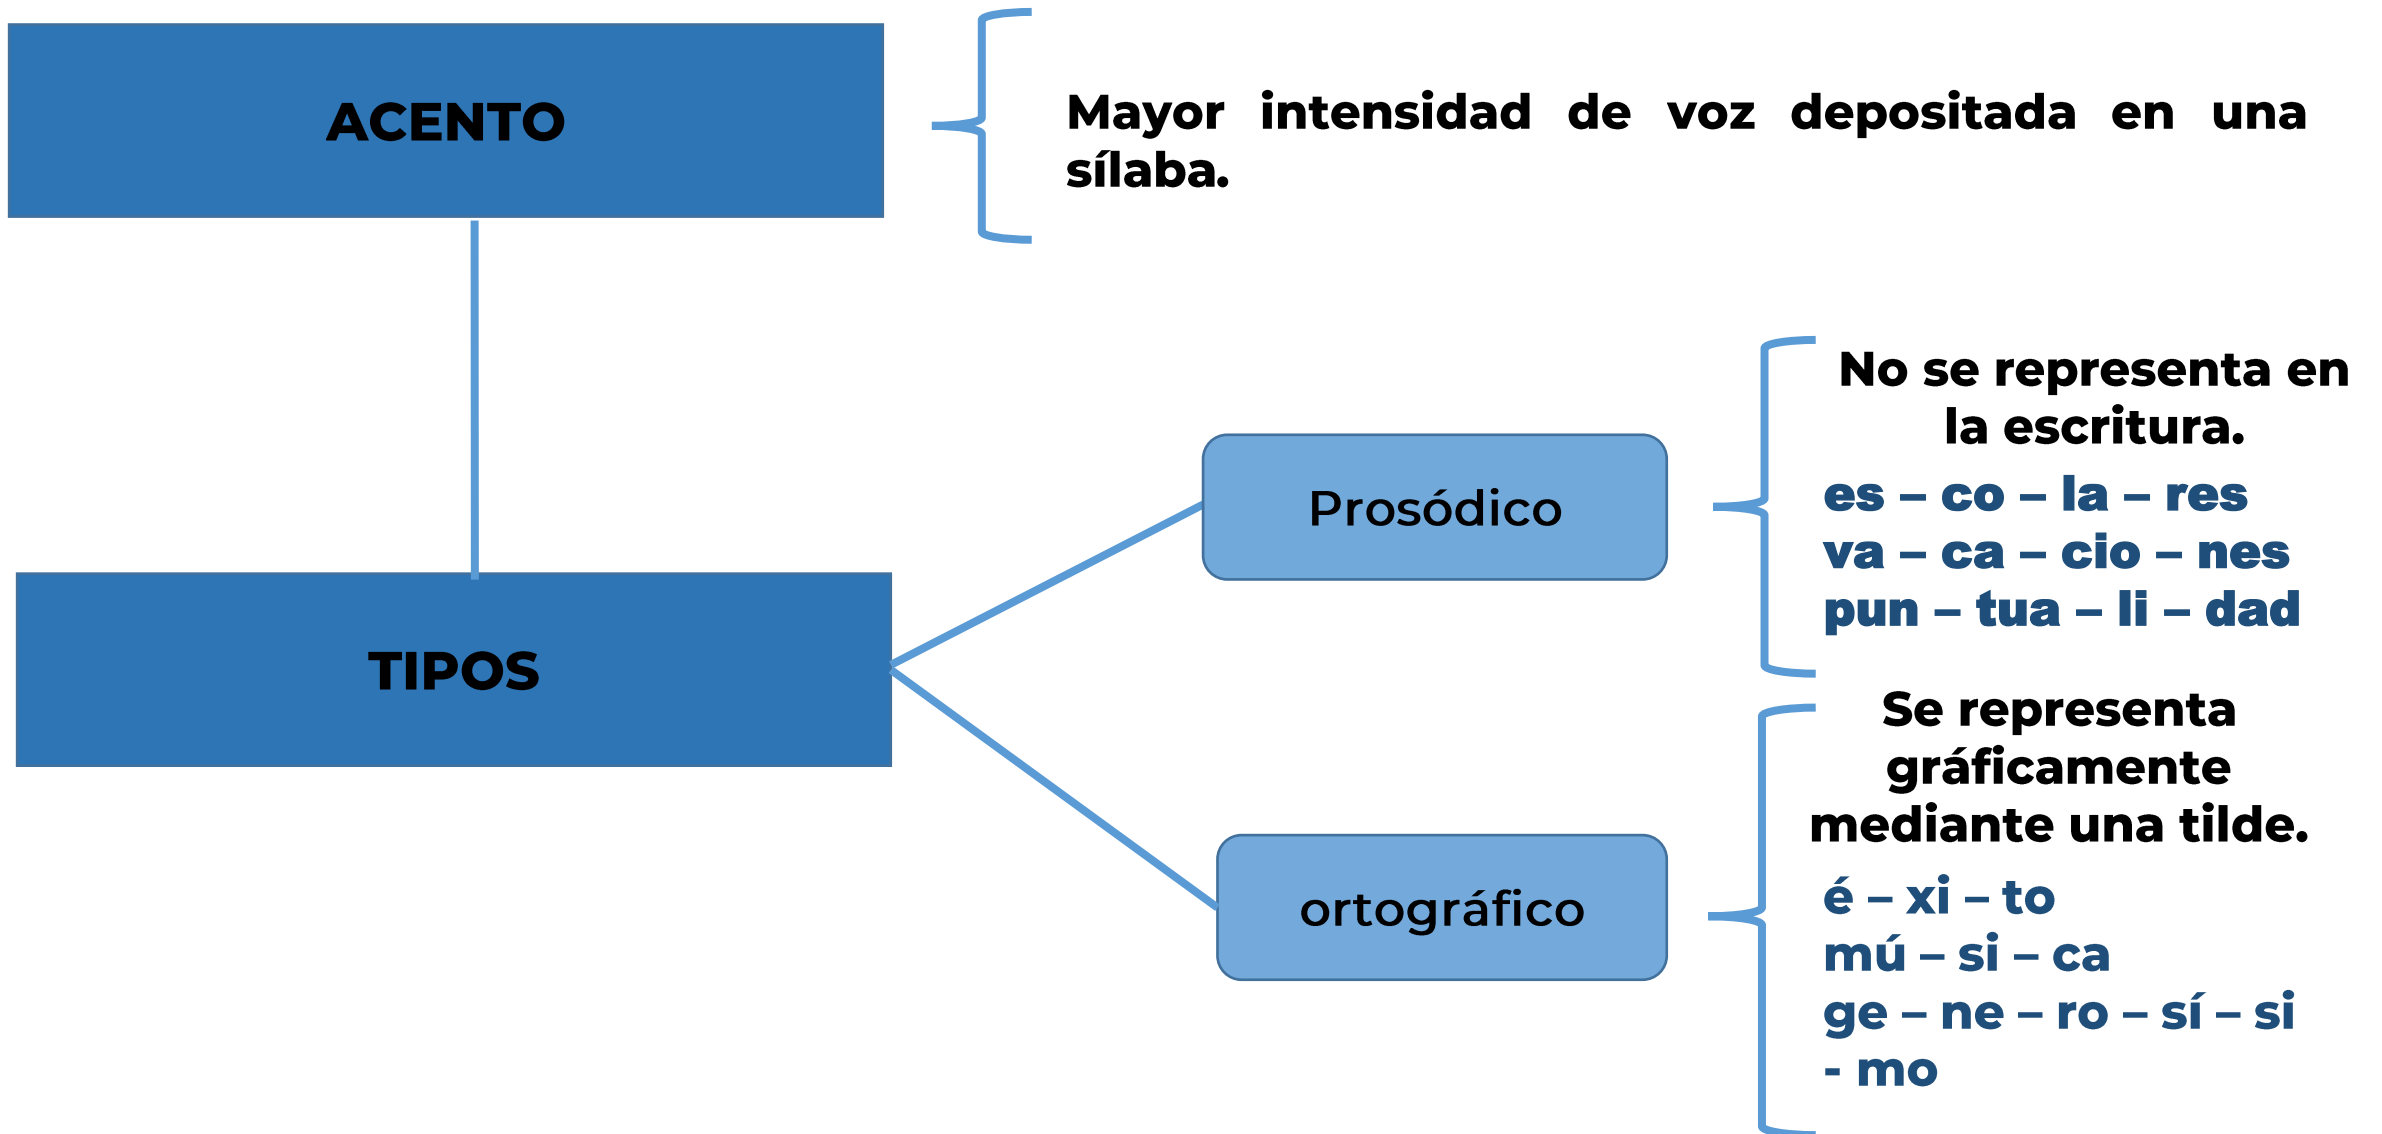 ACENTO
Mayor intensidad de voz depositada en una
sílaba.
TIPOS
Prosódico
No se representa en
la escritura.
es – co – la – res
va – ca – cio – nes
pun – tua – li – dad
ortográfico
Se representa
gráficamente
mediante una tilde.
é – xi – to
mú – si – ca
ge – ne – ro – sí – si
- mo